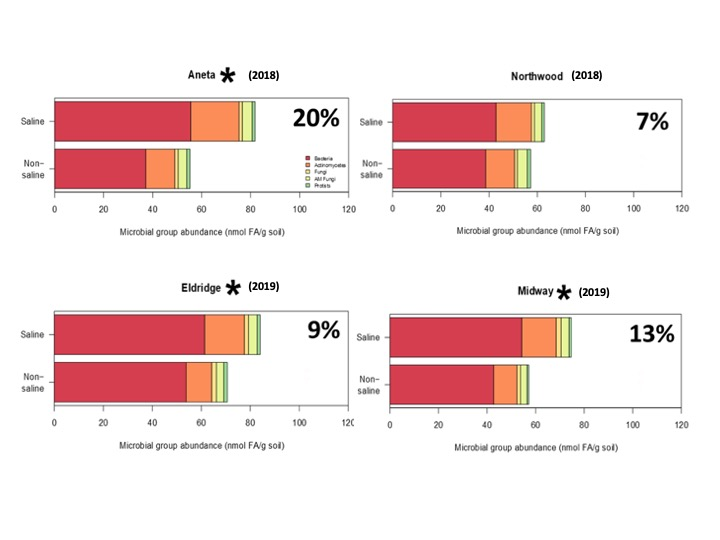 Aneta * (2018)
Saline
Non-
saline
20%
Bacteria
Actinomycetes
Fungi
AM Fungi
Protists
0 20 40 60 80 100 120
Microbial group abundance (nmol FA/g soil)
Northwood (2018)
Saline
Non-
saline
7%
0 20 40 60 80 100 120
Microbial group abundance (nmol FA/g soil)
Eldridge * (2019)
Saline
Non-
saline
9%
0 20 40 60 80 100 120
Microbial group abundance (nmol FA/g soil)
Midway * (2019)
Saline
Non-
saline
13%
0 20 40 60 80 100 120
Microbial group abundance (nmol FA/g soil)